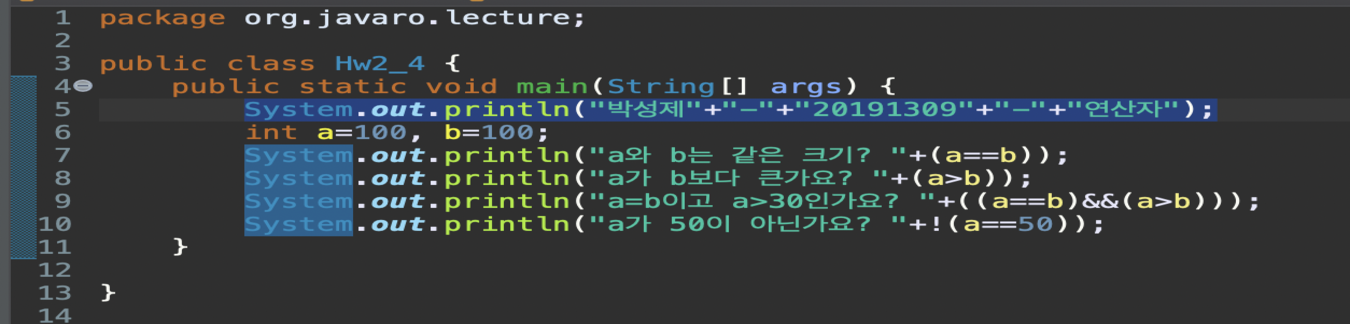 1 package org.javaro.lecture;
2
3 public class Hw2_4 {
4 public static void main(String[] args) {
5 System.out.println("박성제"+"-"+"20191309"+"-"+"연산자");
6 int a=100, b=100;
7 System.out.println("a와 b는 같은 크기? "+(a==b));
8 System.out.println("a가 b보다 큰가요? "+(a>b));
9 System.out.println("a=b이고 a>30인가요? "+((a==b)&&(a>b)));
10 System.out.println("a가 50이 아닌가요? "+!(a==50));
11 }
12
13 }
14